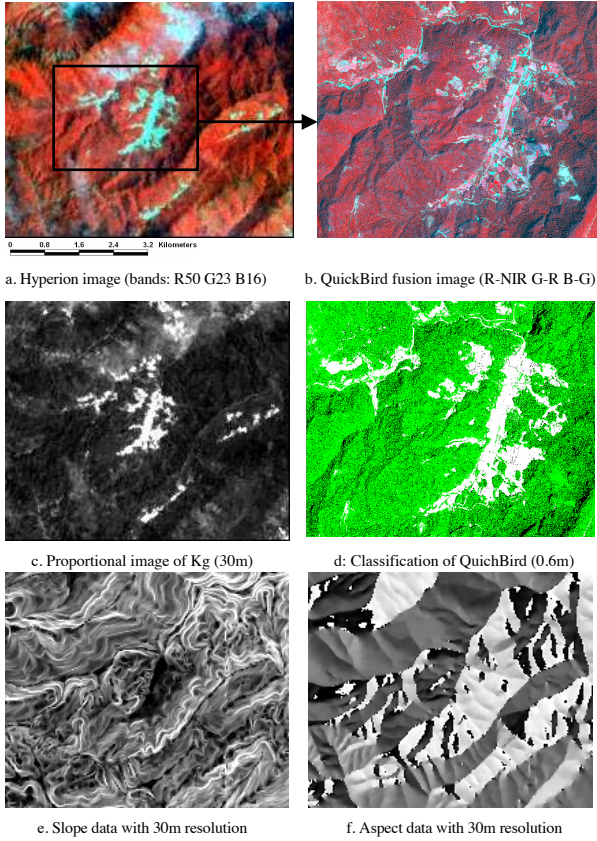 0 0.8 1.6 2.4 3.2 Kilometers
a. Hyperion image (bands: R50 G23 B16)
b. QuickBird fusion image (R-NIR G-R B-G)
c. Proportional image of Kg (30m)
d: Classification of QuichBird (0.6m)
e. Slope data with 30m resolution
f. Aspect data with 30m resolution